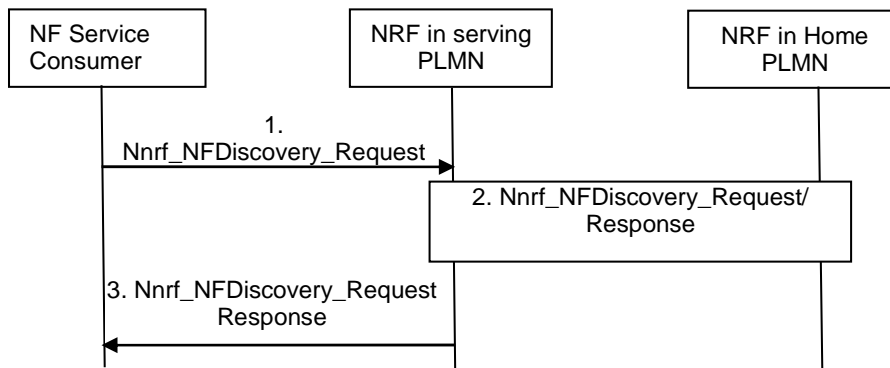 NF Service
Consumer
NRF in serving
PLMN
NRF in Home
PLMN
1.
Nnrf_NFDiscovery_Request
2. Nnrf_NFDiscovery_Request/
Response
3. Nnrf_NFDiscovery_Request
Response